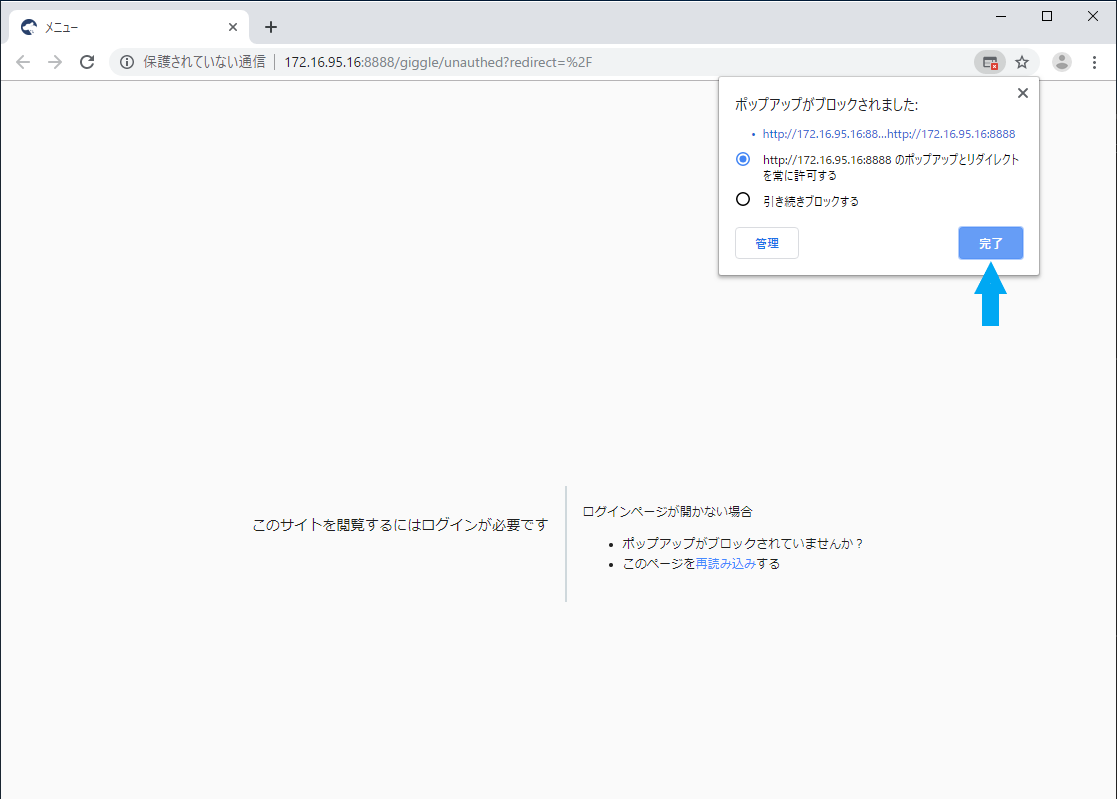 メニュー
保護されていない通信 172.16.95.16:8888/giggle/unauthed?redirect=%2F
ポップアップがブロックされました:
http://172.16.95.16:88...http://172.16.95.16:8888
http://172.16.95.16:8888 のポップアップとリダイレクト
を常に許可する
引き続きブロックする
管理
完了
このサイトを閲覧するにはログインが必要です
ログインページが開かない場合
ポップアップがブロックされていませんか？
このページを再読み込みする